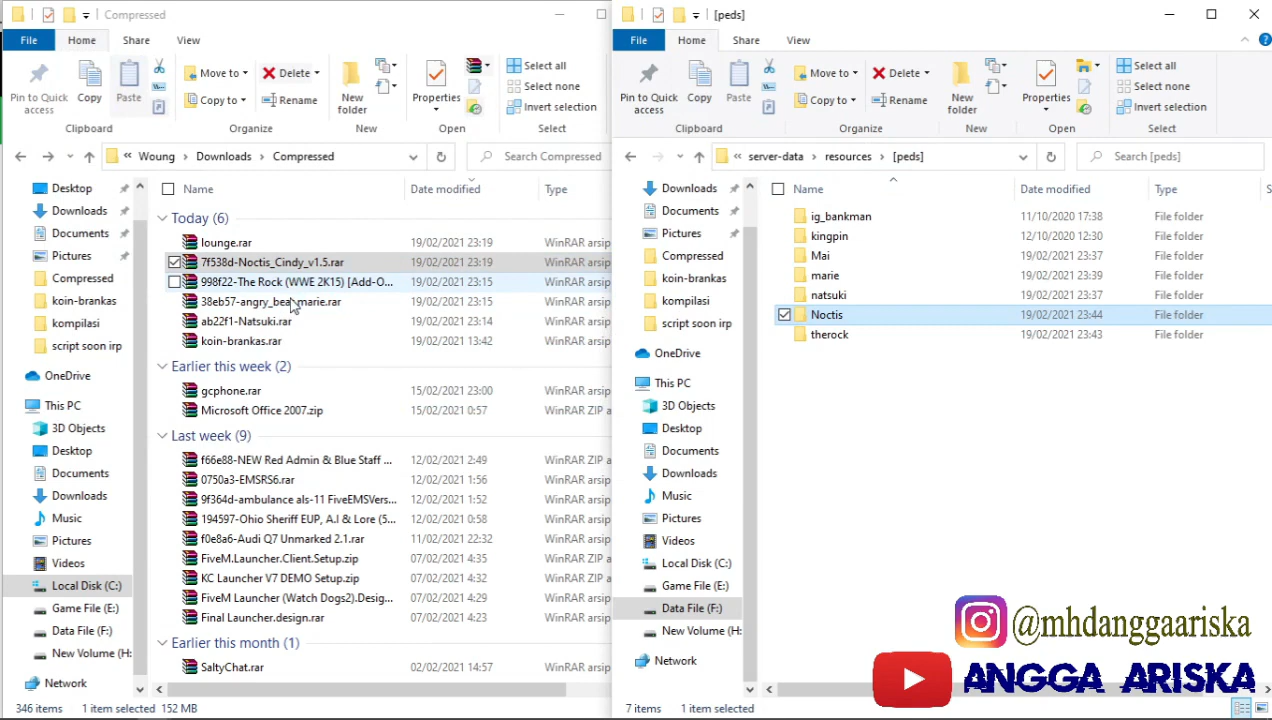 Compressed
File Home Share View
Pin to Quick access
Copy
Paste
Move to
Copy to
Delete
Rename
New folder
Properties
Select all
Select none
Invert selection
Clipboard Organize New Open Select
« Woung > Downloads > Compressed
Search Compressed
Desktop
Downloads
Documents
Pictures
Compressed
koin-brankas
kompilasi
script soon irp
OneDrive
This PC
3D Objects
Desktop
Documents
Downloads
Music
Pictures
Videos
Local Disk (C:)
Game File (E:)
Data File (F:)
New Volume (H:
Network
Name Date modified Type
Today (6)
lounge.rar 19/02/2021 23:19 WinRAR arsip
7f538d-Noctis_Cindy_v1.5.rar 19/02/2021 23:19 WinRAR arsip
998f22-The Rock (WWE 2K15) [Add-O... 19/02/2021 23:15 WinRAR arsip
19/02/2021 23:15 WinRAR arsip
ab22f1-Natsuki.rar 19/02/2021 23:14 WinRAR arsip
koin-brankas.rar 19/02/2021 13:42 WinRAR arsip
Earlier this week (2)
gcphone.rar 15/02/2021 23:00 WinRAR arsip
Microsoft Office 2007.zip 15/02/2021 0:57 WinRAR ZIP a
Last week (9)
f66e88-NEW Red Admin & Blue Staff ... 12/02/2021 2:49 WinRAR ZIP a
0750a3-EMSRS6.rar 12/02/2021 1:56 WinRAR arsip
9f364d-ambulance als-11 FiveEMSVers... 12/02/2021 1:52 WinRAR arsip
194597-Ohio Sheriff EUP, A.I & Lore (5... 12/02/2021 0:58 WinRAR arsip
f0e8a6-Audi Q7 Unmarked 2.1.rar 11/02/2021 22:32 WinRAR arsip
FiveM.Launcher.Client.Setup.zip 07/02/2021 4:35 WinRAR ZIP a
KC Launcher V7 DEMO Setup.zip 07/02/2021 4:32 WinRAR ZIP a
FiveM Launcher (Watch Dogs2).Desig... 07/02/2021 4:29 WinRAR arsip
Final Launcher.design.rar 07/02/2021 4:23 WinRAR arsip
Earlier this month (1)
SaltyChat.rar 02/02/2021 14:57 WinRAR arsip
346 items 1 item selected 152 MB
[peds]
File Home Share View
Pin to Quick access
Copy
Paste
Move to
Copy to
Delete
Rename
New folder
Properties
Select all
Select none
Invert selection
Clipboard Organize New Open Select
« server-data > resources > [peds]
Search [peds]
Downloads
Documents
Pictures
Compressed
koin-brankas
kompilasi
script soon irp
OneDrive
This PC
3D Objects
Desktop
Documents
Downloads
Music
Pictures
Videos
Local Disk (C:)
Game File (E:)
Data File (F:)
New Volume (H:
Network
Name Date modified Type S
ig_bankman 11/10/2020 17:38 File folder
kingpin 12/10/2020 12:30 File folder
Mai 19/02/2021 23:37 File folder
marie 19/02/2021 23:39 File folder
natsuki 19/02/2021 23:37 File folder
Noctis 19/02/2021 23:44 File folder
therock 19/02/2021 23:43 File folder
7 items 1 item selected
@mhdanggaariska
ANGGA ARISKA